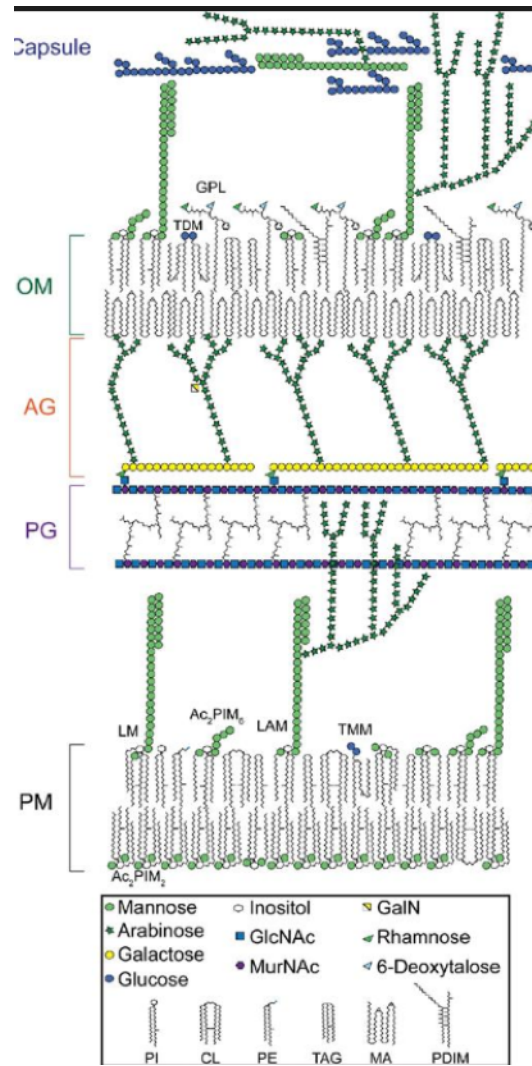 Capsule
GPL
TDM
OM
AG
PG
LM
Ac₂PIM₆
LAM
TMM
PM
Ac₂PIM₂
Mannose
Inositol
GalN
Arabinose
GlcNAc
Rhamnose
Galactose
MurNAc
6-Deoxytalose
Glucose
PI CL PE TAG MA PDIM